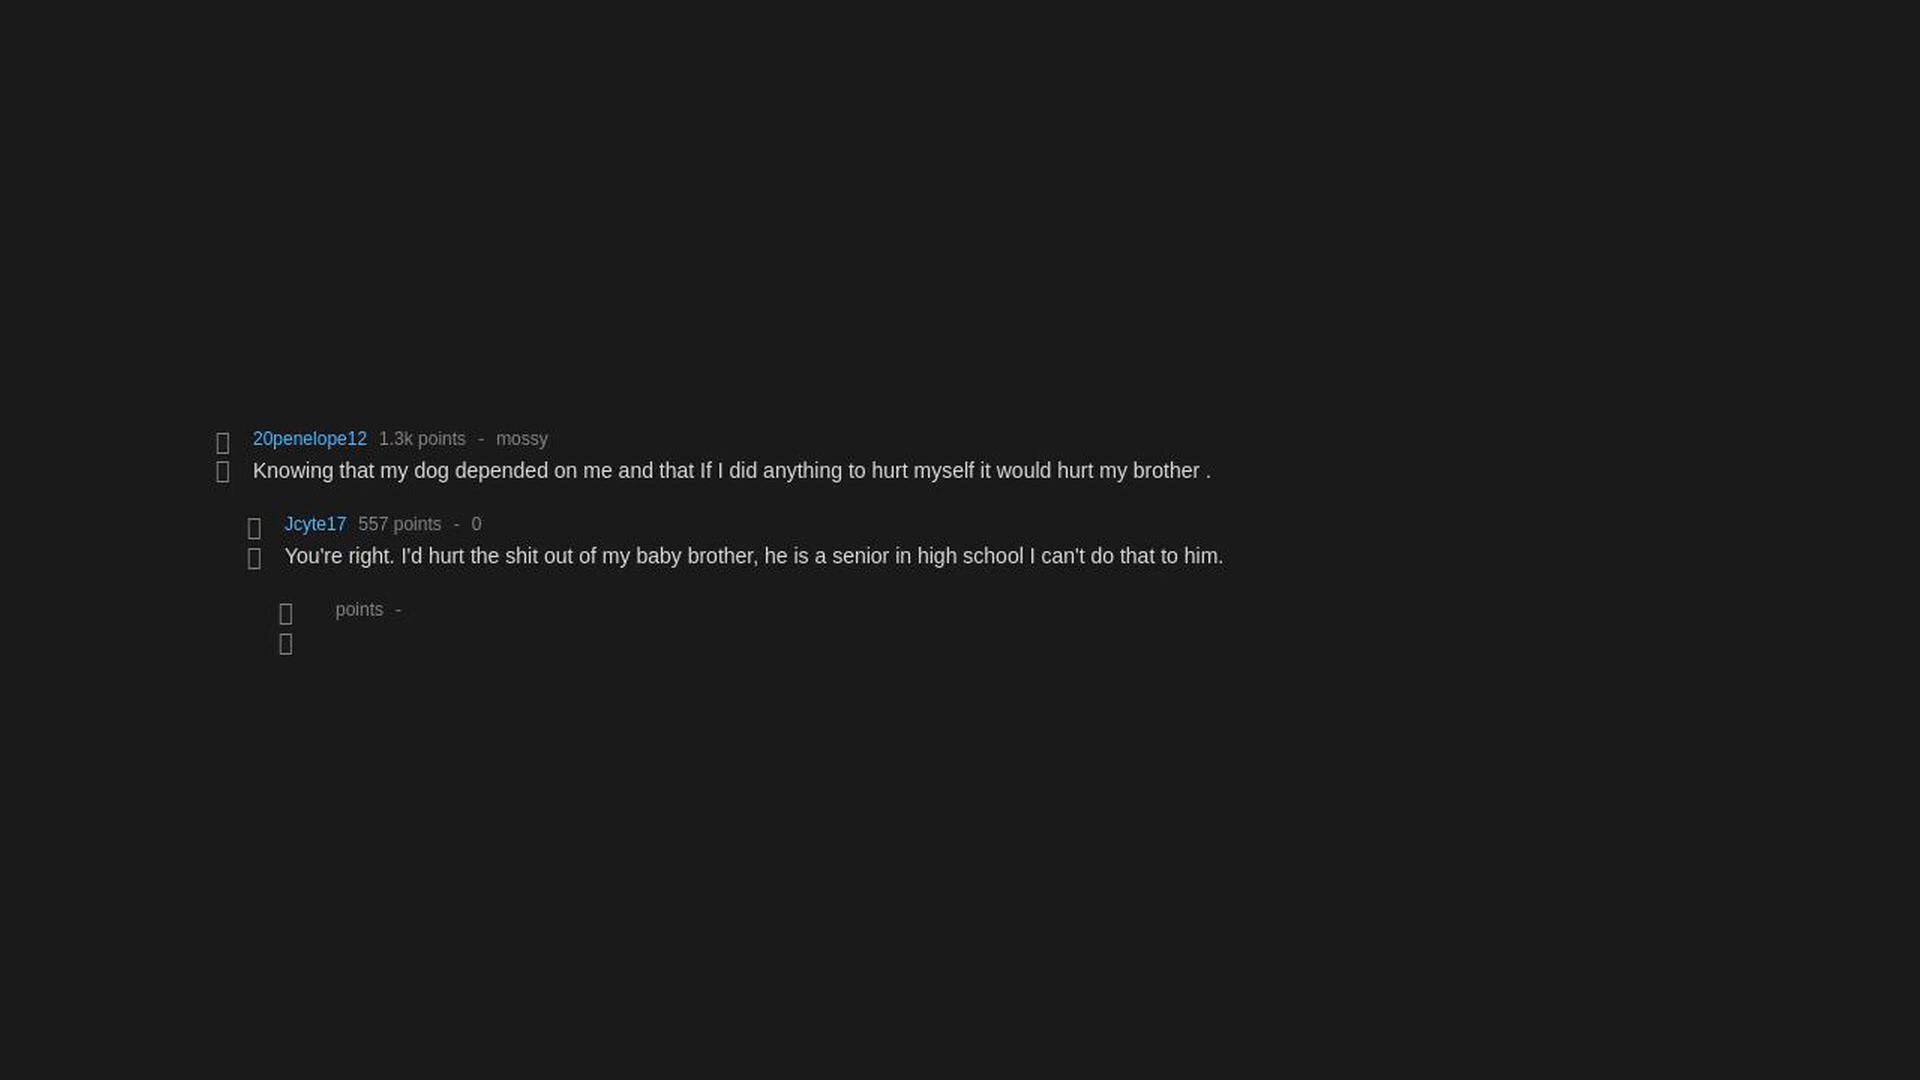 20penelope12 1.3k points - mossy
Knowing that my dog depended on me and that If I did anything to hurt myself it would hurt my brother .
Jcyte17 557 points - 0
You're right. I'd hurt the shit out of my baby brother, he is a senior in high school I can't do that to him.
points -